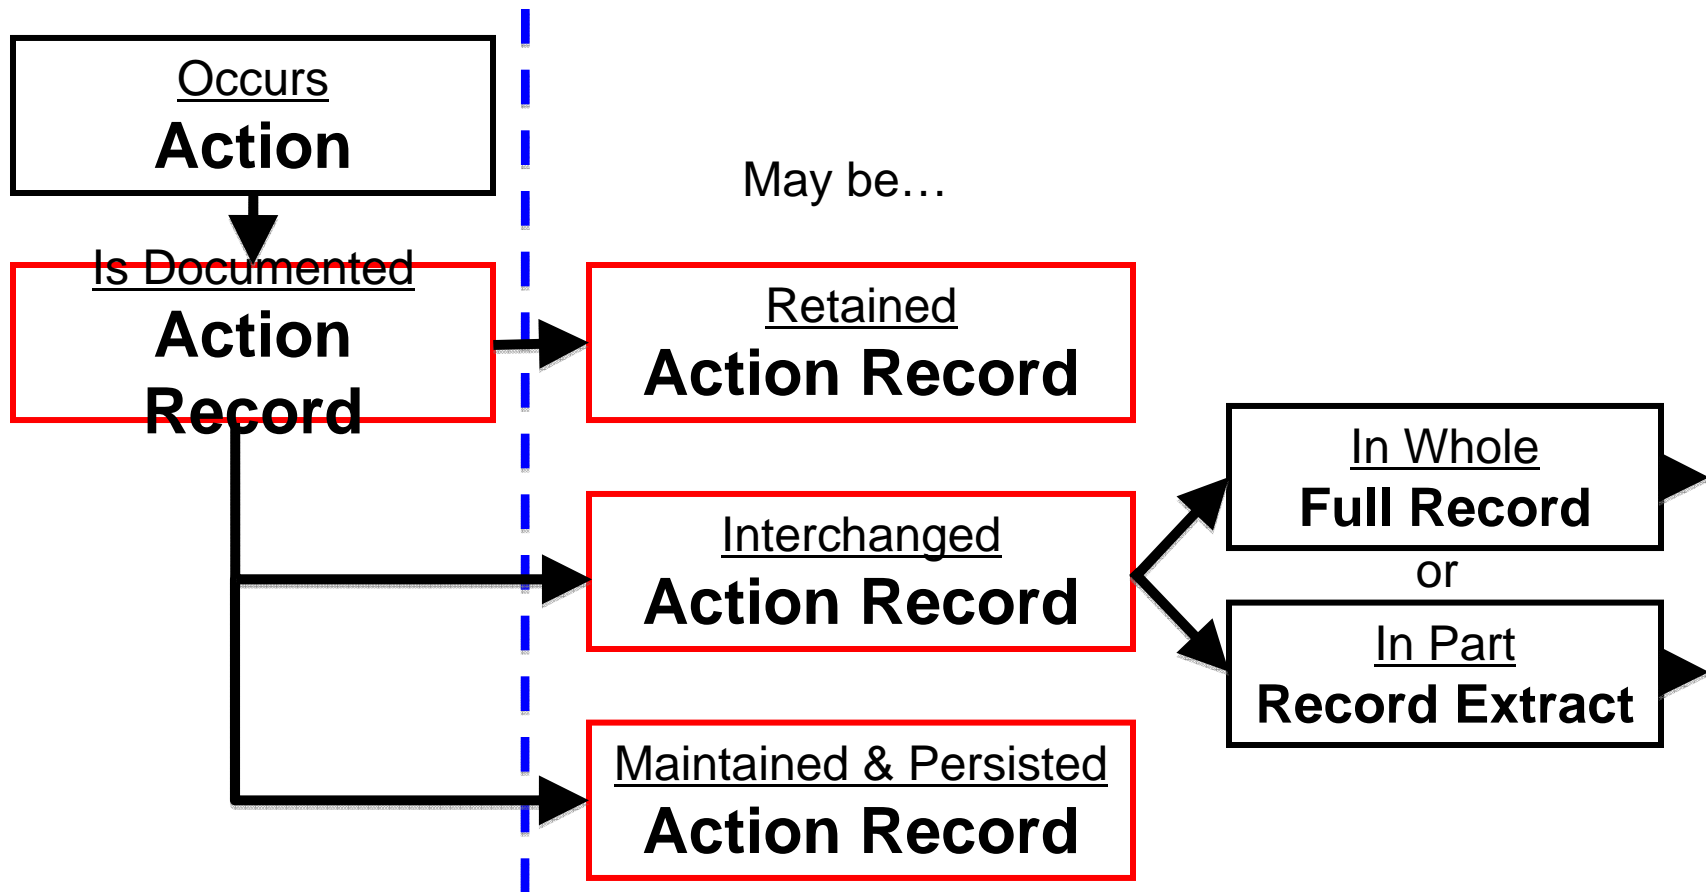 Occurs
Action
Is Documented
Action
Record
May be…
Retained
Action Record
Interchanged
Action Record
Maintained & Persisted
Action Record
In Whole
Full Record
or
In Part
Record Extract